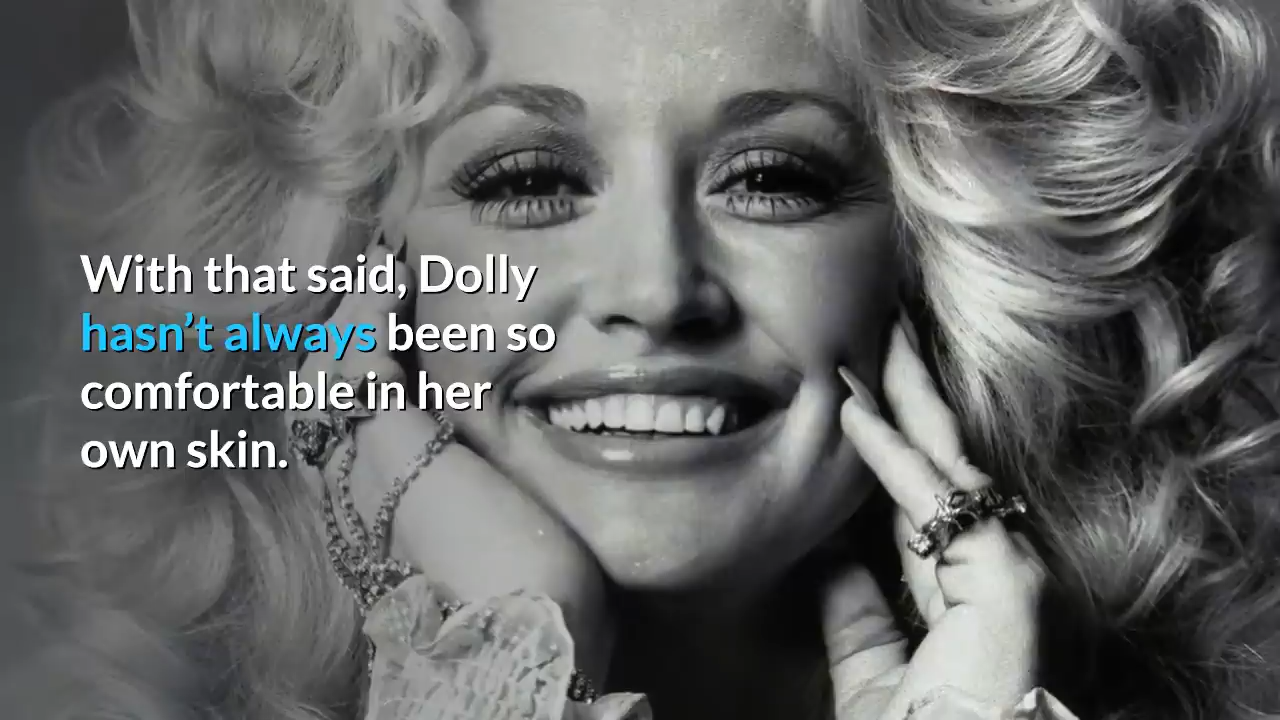 With that said, Dolly
hasn’t always been so
comfortable in her
own skin.